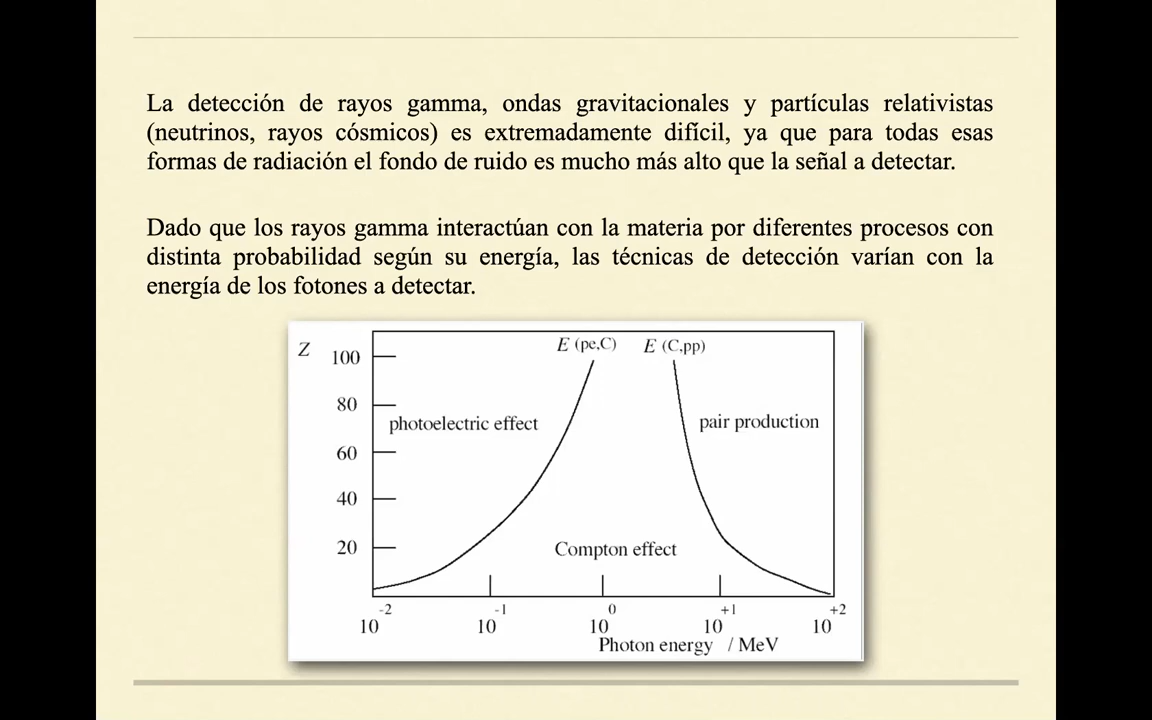 La detección de rayos gamma, ondas gravitacionales y partículas relativistas
(neutrinos, rayos cósmicos) es extremadamente difícil, ya que para todas esas
formas de radiación el fondo de ruido es mucho más alto que la señal a detectar.
Dado que los rayos gamma interactúan con la materia por diferentes procesos con
distinta probabilidad según su energía, las técnicas de detección varían con la
energía de los fotones a detectar.
Z
E (pe,C) E (C,pp)
100
80
photoelectric effect pair production
60
40
20
Compton effect
10^-2 10^-1 10^0 10^+1 10^+2
Photon energy / MeV